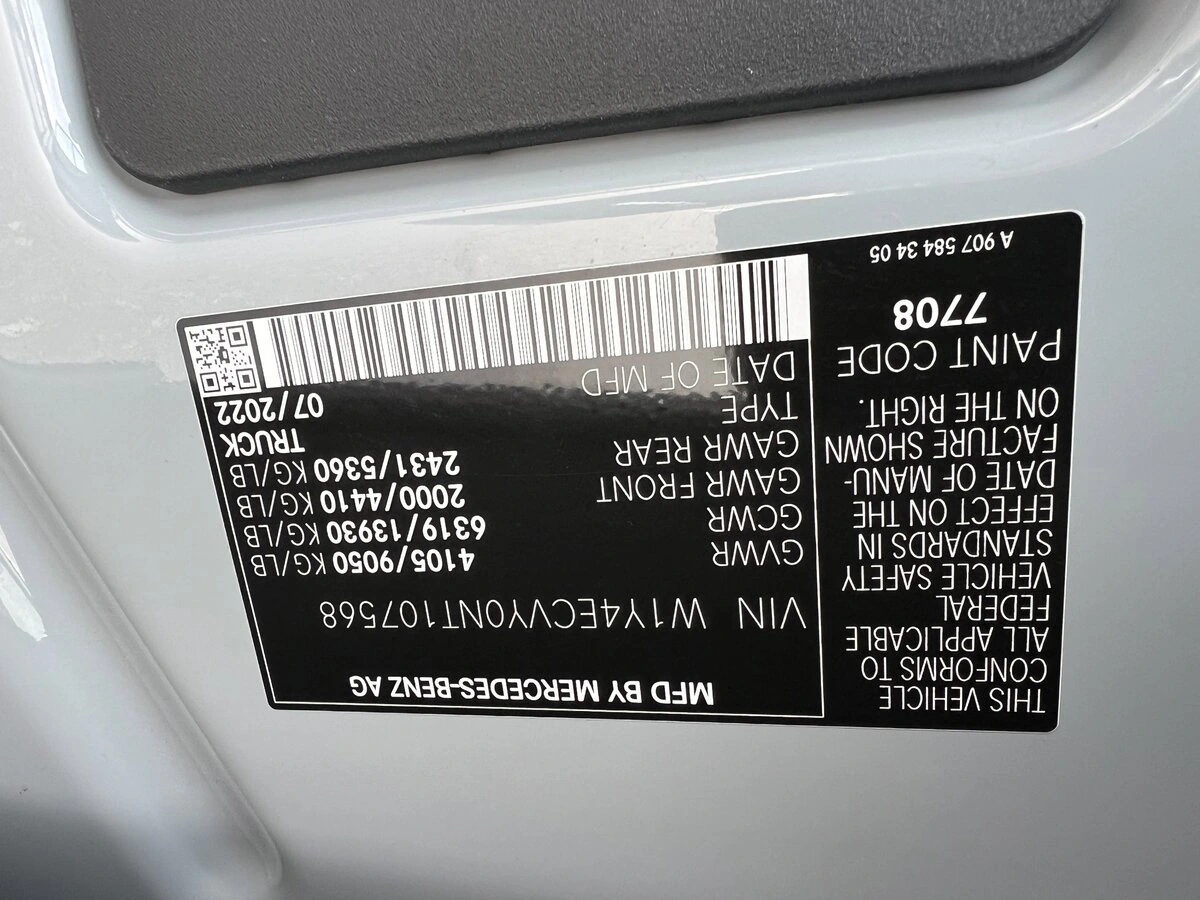 THIS VEHICLE
CONFORMS TO
ALL APPLICABLE
FEDERAL
VEHICLE SAFETY
STANDARDS IN
EFFECT ON THE
DATE OF MANU-
FACTURE SHOWN
ON THE RIGHT.
PAINT CODE
7708
A 907 584 34 05
MFD BY MERCEDES-BENZ AG
VIN W1Y4ECVY0NT107568
GVWR 4105/9050 KG/LB
GCWR 6319/13930 KG/LB
GAWR FRONT 2000/4410 KG/LB
GAWR REAR 2431/5360 KG/LB
TYPE TRUCK
DATE OF MFD 07/2022